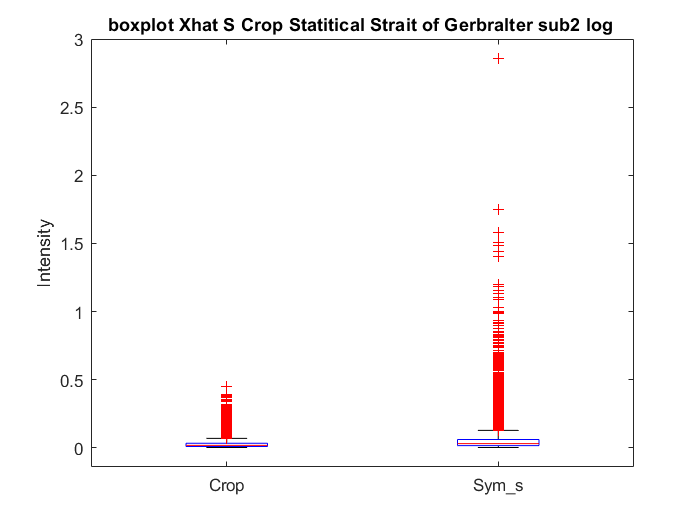 boxplot Xhat S Crop Statitical Strait of Gerbralter sub2 log
3
2.5
2
1.5
1
0.5
0
Intensity
Crop Sym_s